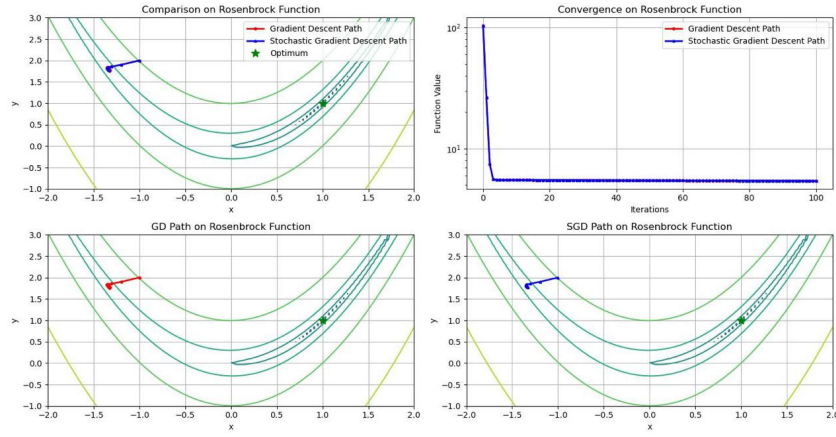 Comparison on Rosenbrock Function
3.0
2.5
2.0
1.5
1.0
0.5
0.0
−0.5
−1.0
y
Gradient Descent Path
Stochastic Gradient Descent Path
Optimum
−2.0 −1.5 −1.0 −0.5 0.0 0.5 1.0 1.5 2.0
x
Convergence on Rosenbrock Function
10²
10¹
Function Value
Gradient Descent Path
Stochastic Gradient Descent Path
0 20 40 60 80 100
Iterations
GD Path on Rosenbrock Function
3.0
2.5
2.0
1.5
1.0
0.5
0.0
−0.5
−1.0
y
−2.0 −1.5 −1.0 −0.5 0.0 0.5 1.0 1.5 2.0
x
SGD Path on Rosenbrock Function
3.0
2.5
2.0
1.5
1.0
0.5
0.0
−0.5
−1.0
y
−2.0 −1.5 −1.0 −0.5 0.0 0.5 1.0 1.5 2.0
x